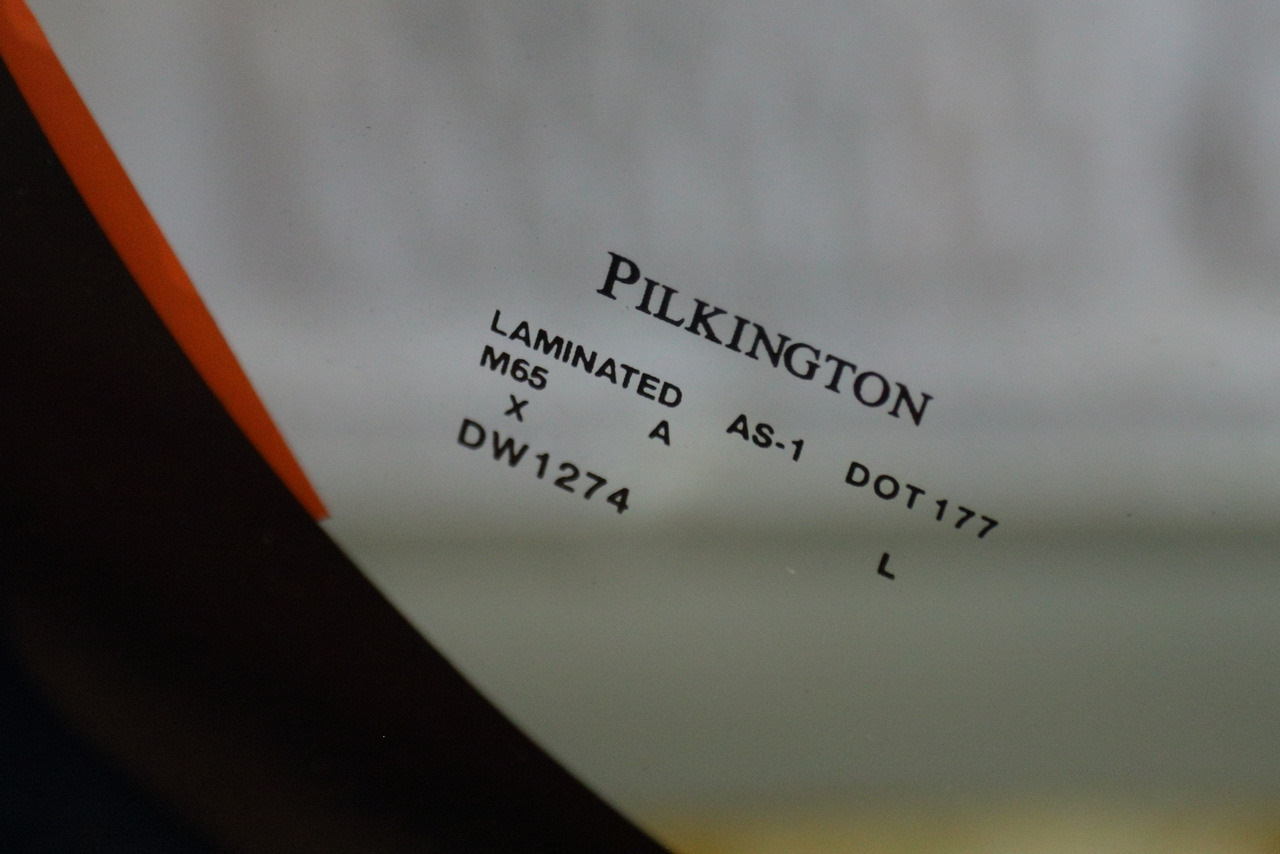 PILKINGTON
LAMINATED AS-1 DOT 177
M65 A L
X
DW1274